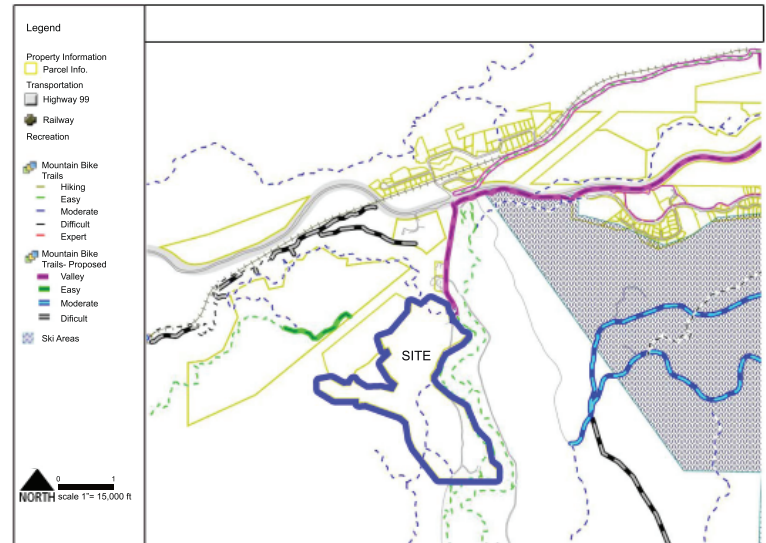 Legend
Property Information
Parcel Info.
Transportation
Highway 99
Railway
Recreation
Mountain Bike
Trails
Hiking
Easy
Moderate
Difficult
Expert
Mountain Bike
Trails- Proposed
Valley
Easy
Moderate
Dificult
Ski Areas
0 1
NORTH scale 1"= 15,000 ft
SITE